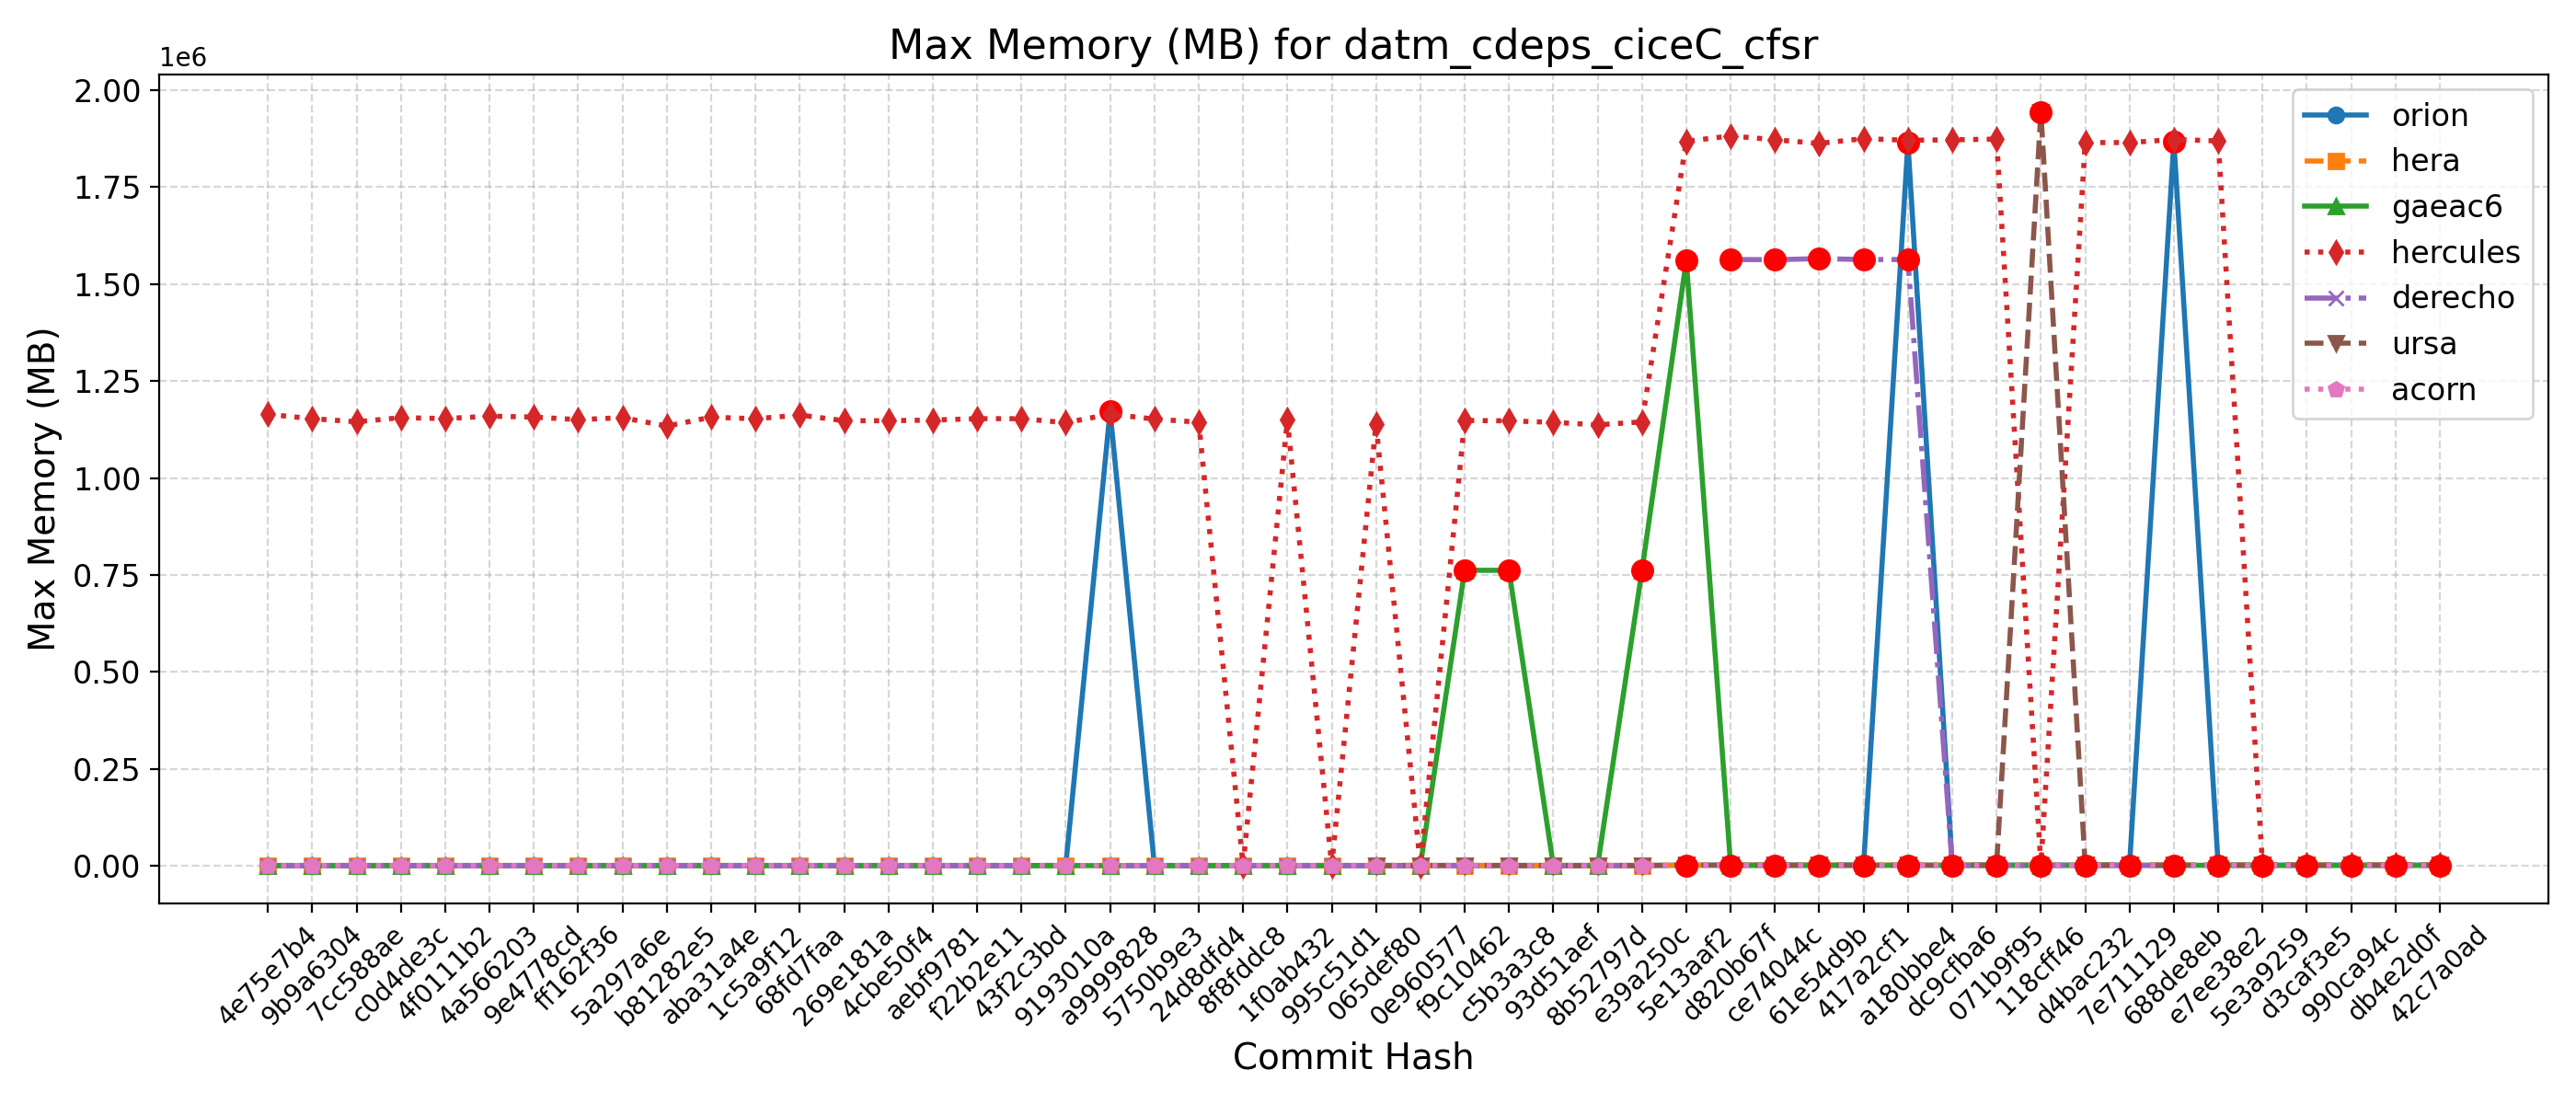 Max Memory (MB) for datm_cdeps_ciceC_cfsr
1e6
2.00
1.75
1.50
1.25
1.00
0.75
0.50
0.25
0.00
Max Memory (MB)
orion
hera
gaeac6
hercules
derecho
ursa
acorn
4e75e7b4
9b9a6304
7cc588ae
c0d4de3c
4f0111b2
4a566203
9e4778cd
ff162f36
5a297a6e
b81282e5
aba31a4e
1c5a9f12
68fd7faa
269e181a
4cbe50f4
aebf9781
f22b2e11
43f2c3bd
9193010a
a9999828
5750b9e3
24d8dfd4
8f8fddc8
1f0ab432
995c51d1
065def80
0e960577
f9c10462
c5b3a3c8
93d51aef
8b52797d
e39a250c
5e13aaf2
d820b67f
ce74044c
61e54d9b
417a2cf1
a180bbe4
dc9cfba6
071b9f95
118cff46
d4bac232
7e711129
688de8eb
e7ee38e2
5e3a9259
d3caf3e5
990ca94c
db4e2d0f
42c7a0ad
Commit Hash